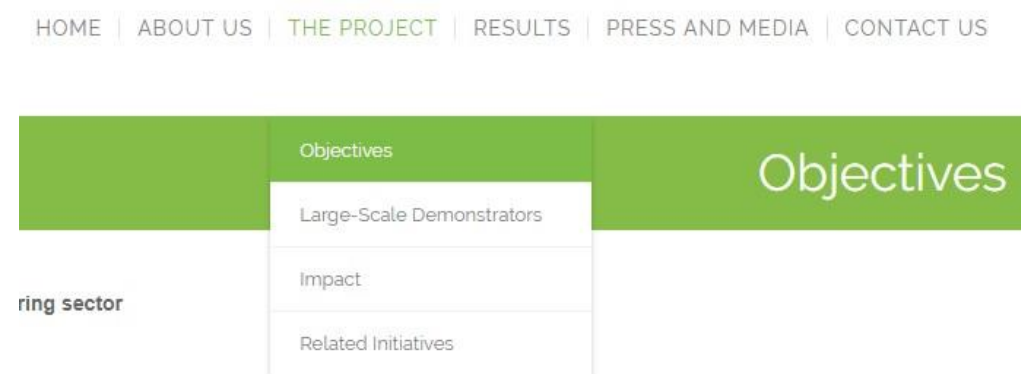 HOME | ABOUT US | THE PROJECT | RESULTS | PRESS AND MEDIA | CONTACT US
Objectives
Objectives
Large-Scale Demonstrators
Impact
ring sector
Related Initiatives